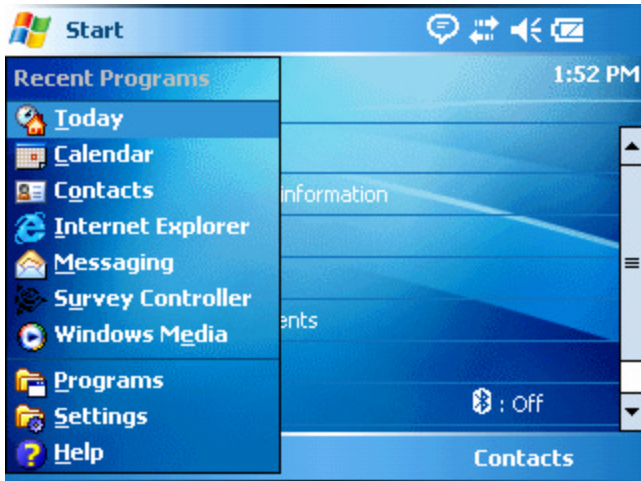 Start
Recent Programs
1:52 PM
Today
Calendar
Contacts
information
Internet Explorer
Messaging
Survey Controller
Windows Media
ents
Programs
Settings
: Off
Help
Contacts